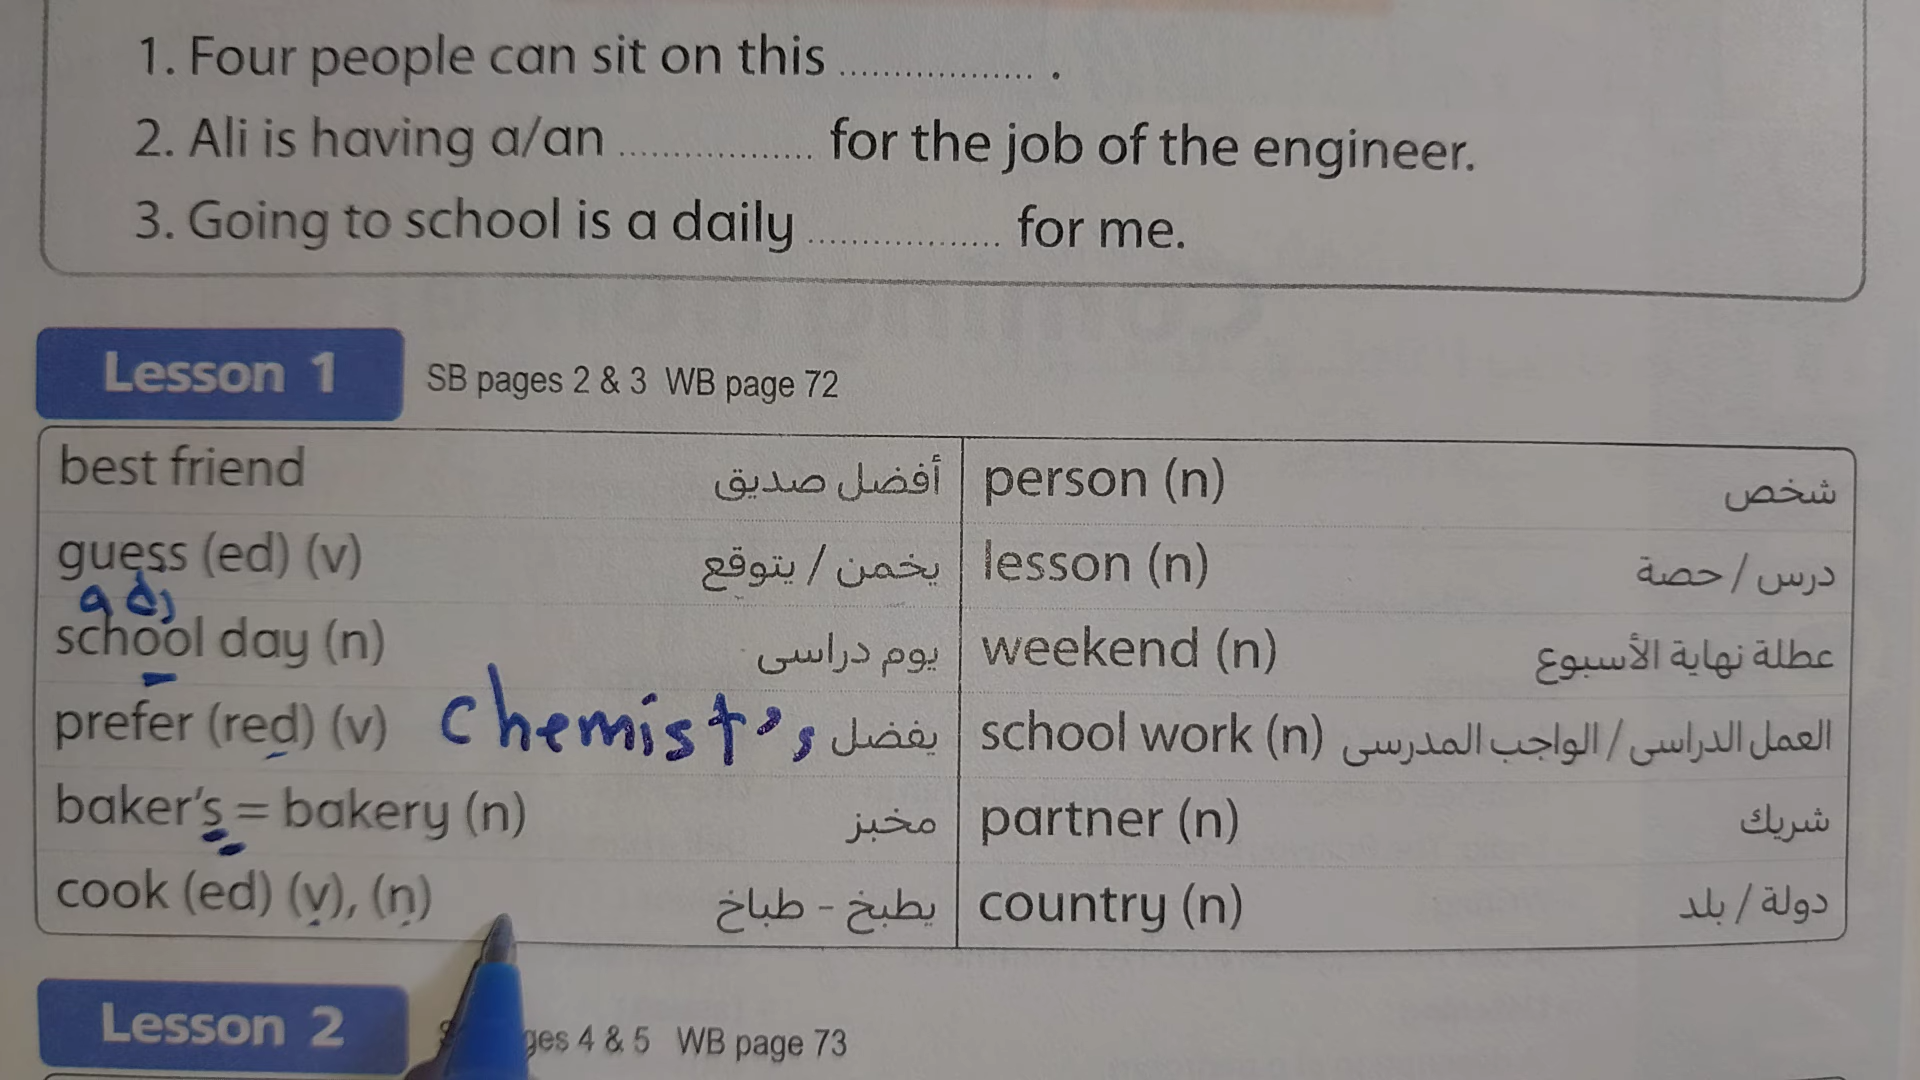 1. Four people can sit on this .................. .
2. Ali is having a/an .................. for the job of the engineer.
3. Going to school is a daily .................. for me.
Lesson 1 SB pages 2 & 3 WB page 72
best friend أفضل صديق person (n) شخص
guess (ed) (v) يخمن / يتوقع lesson (n) درس / حصة
school day (n) يوم دراسى weekend (n) عطلة نهاية الأسبوع
prefer (red) (v) chemist's يفضل school work (n) العمل الدراسى / الواجب المدرسى
baker's = bakery (n) مخبز partner (n) شريك
cook (ed) (v), (n) يطبخ - طباخ country (n) دولة / بلد
Lesson 2 4 & 5 WB page 73